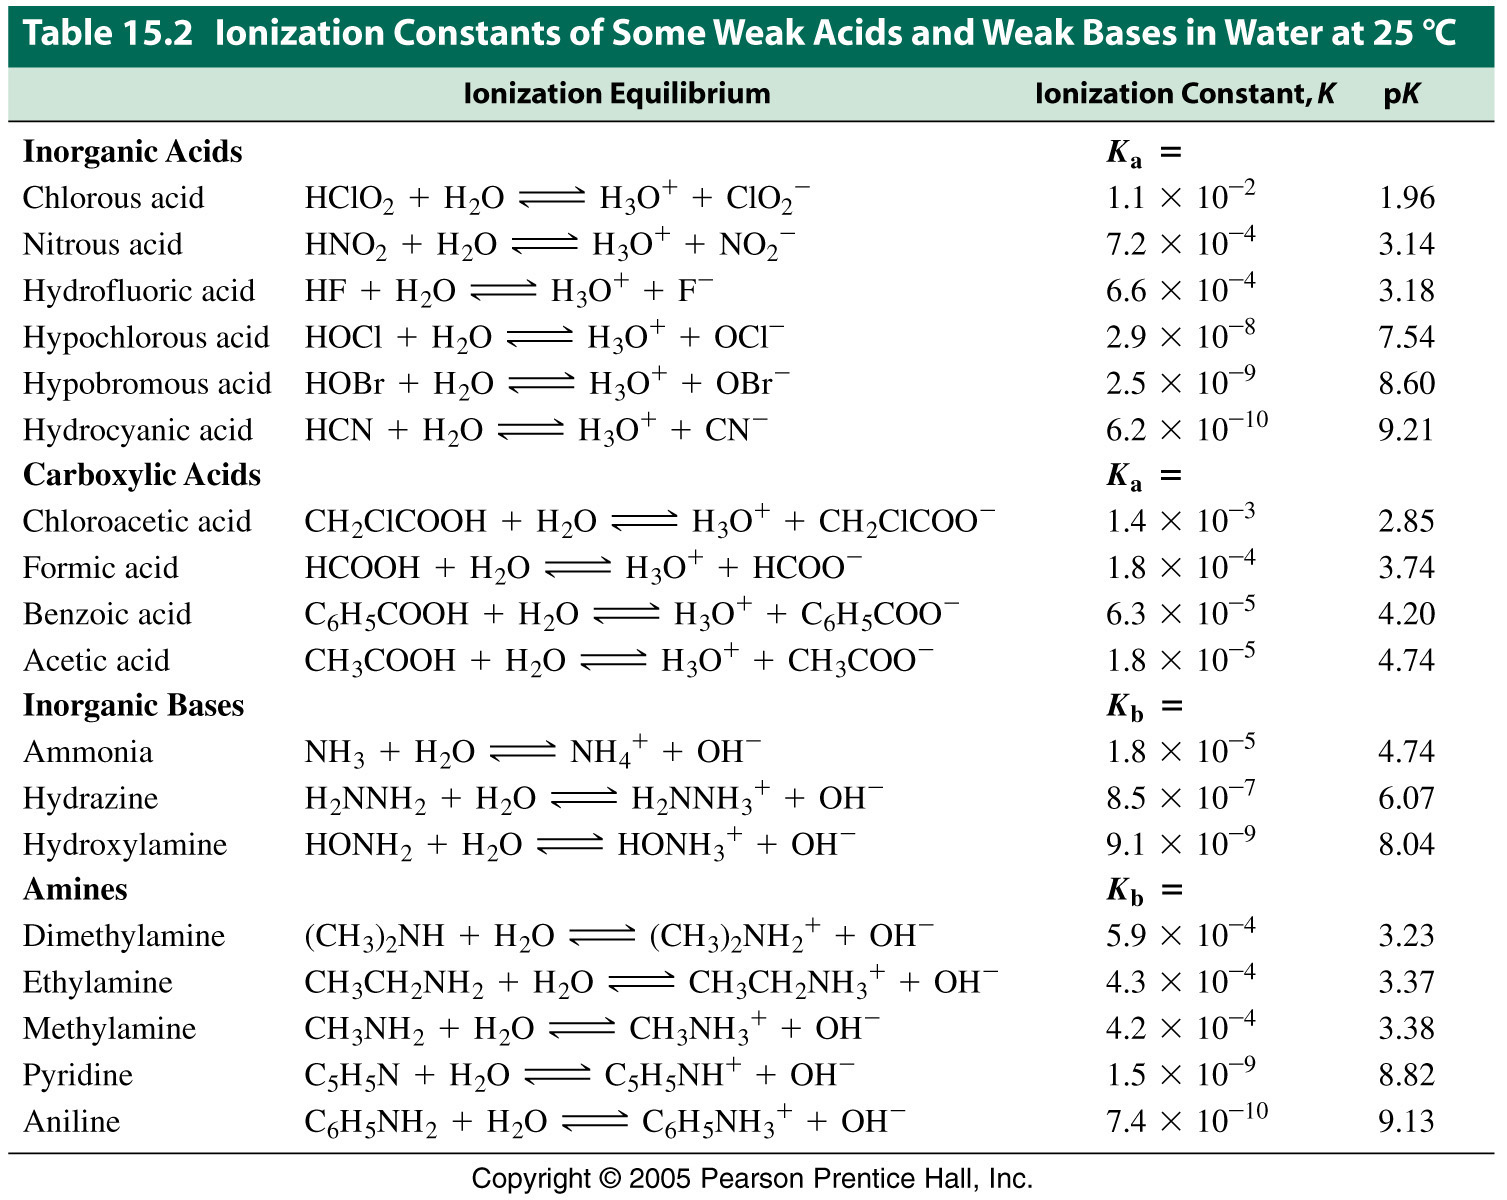 Table 15.2 Ionization Constants of Some Weak Acids and Weak Bases in Water at 25 °C
Ionization Equilibrium Ionization Constant, K pK
Inorganic Acids Kₐ =
Chlorous acid HClO₂ + H₂O ⇌ H₃O⁺ + ClO₂⁻ 1.1 × 10⁻² 1.96
Nitrous acid HNO₂ + H₂O ⇌ H₃O⁺ + NO₂⁻ 7.2 × 10⁻⁴ 3.14
Hydrofluoric acid HF + H₂O ⇌ H₃O⁺ + F⁻ 6.6 × 10⁻⁴ 3.18
Hypochlorous acid HOCl + H₂O ⇌ H₃O⁺ + OCl⁻ 2.9 × 10⁻⁸ 7.54
Hypobromous acid HOBr + H₂O ⇌ H₃O⁺ + OBr⁻ 2.5 × 10⁻⁹ 8.60
Hydrocyanic acid HCN + H₂O ⇌ H₃O⁺ + CN⁻ 6.2 × 10⁻¹⁰ 9.21
Carboxylic Acids Kₐ =
Chloroacetic acid CH₂ClCOOH + H₂O ⇌ H₃O⁺ + CH₂ClCOO⁻ 1.4 × 10⁻³ 2.85
Formic acid HCOOH + H₂O ⇌ H₃O⁺ + HCOO⁻ 1.8 × 10⁻⁴ 3.74
Benzoic acid C₆H₅COOH + H₂O ⇌ H₃O⁺ + C₆H₅COO⁻ 6.3 × 10⁻⁵ 4.20
Acetic acid CH₃COOH + H₂O ⇌ H₃O⁺ + CH₃COO⁻ 1.8 × 10⁻⁵ 4.74
Inorganic Bases K_b =
Ammonia NH₃ + H₂O ⇌ NH₄⁺ + OH⁻ 1.8 × 10⁻⁵ 4.74
Hydrazine H₂NNH₂ + H₂O ⇌ H₂NNH₃⁺ + OH⁻ 8.5 × 10⁻⁷ 6.07
Hydroxylamine HONH₂ + H₂O ⇌ HONH₃⁺ + OH⁻ 9.1 × 10⁻⁹ 8.04
Amines K_b =
Dimethylamine (CH₃)₂NH + H₂O ⇌ (CH₃)₂NH₂⁺ + OH⁻ 5.9 × 10⁻⁴ 3.23
Ethylamine CH₃CH₂NH₂ + H₂O ⇌ CH₃CH₂NH₃⁺ + OH⁻ 4.3 × 10⁻⁴ 3.37
Methylamine CH₃NH₂ + H₂O ⇌ CH₃NH₃⁺ + OH⁻ 4.2 × 10⁻⁴ 3.38
Pyridine C₅H₅N + H₂O ⇌ C₅H₅NH⁺ + OH⁻ 1.5 × 10⁻⁹ 8.82
Aniline C₆H₅NH₂ + H₂O ⇌ C₆H₅NH₃⁺ + OH⁻ 7.4 × 10⁻¹⁰ 9.13
Copyright © 2005 Pearson Prentice Hall, Inc.